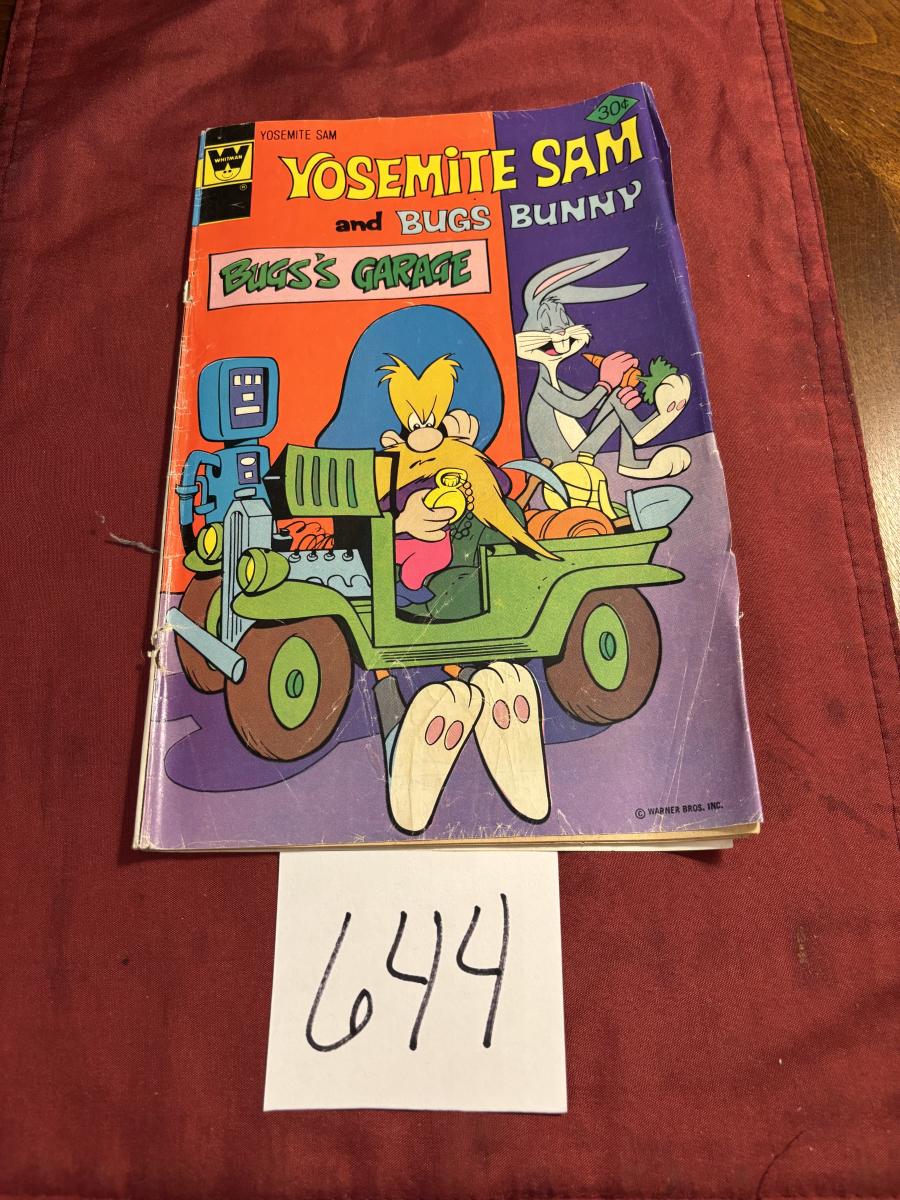 YOSEMITE SAM
30¢
WHITMAN
®
YOSEMITE SAM
and BUGS BUNNY
BUGS'S GARAGE
© WARNER BROS. INC.
644